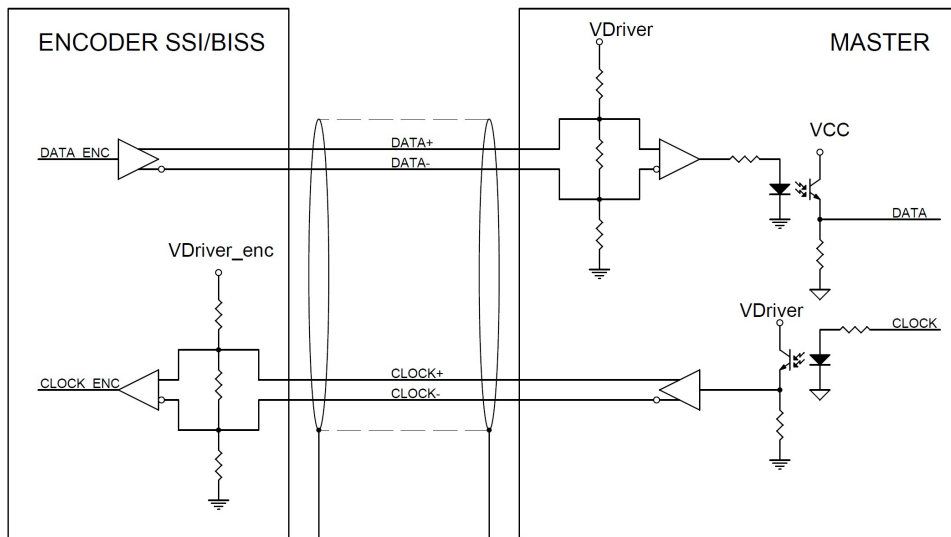 ENCODER SSI/BISS
MASTER
VDriver
VCC
DATA_ENC
DATA+
DATA-
DATA
VDriver_enc
VDriver
CLOCK
CLOCK_ENC
CLOCK+
CLOCK-